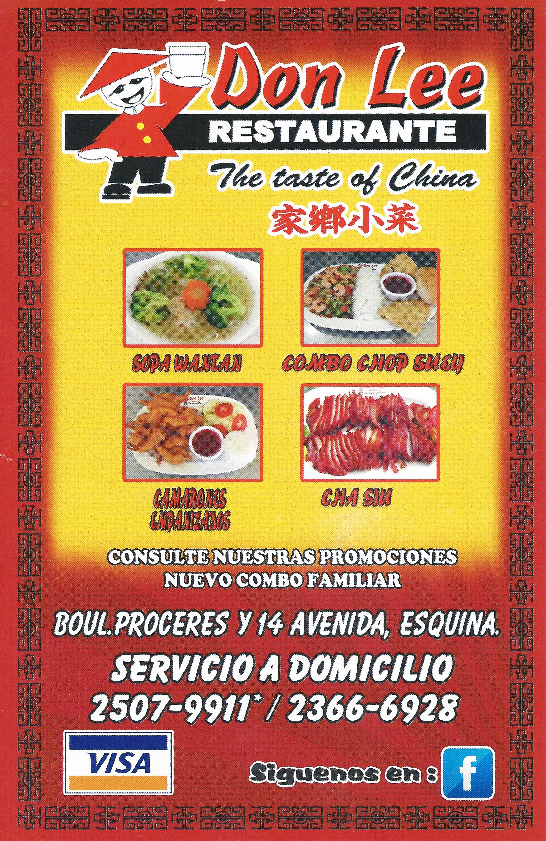 Don Lee
RESTAURANTE
The taste of China
家鄉小菜
SOPA WANTAN
COMBO CHOP SUEY
CAMARONES
EMPANIZADOS
CHA SIU
CONSULTE NUESTRAS PROMOCIONES
NUEVO COMBO FAMILIAR
BOUL.PROCERES Y 14 AVENIDA, ESQUINA.
SERVICIO A DOMICILIO
2507-9911* / 2366-6928
VISA
Siguenos en : f